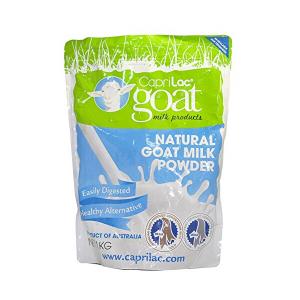 CapriLac®
goat
milk products
NATURAL
GOAT MILK
POWDER
Easily Digested
Healthy Alternative
PRODUCT OF AUSTRALIA
1KG
www.caprilac.com